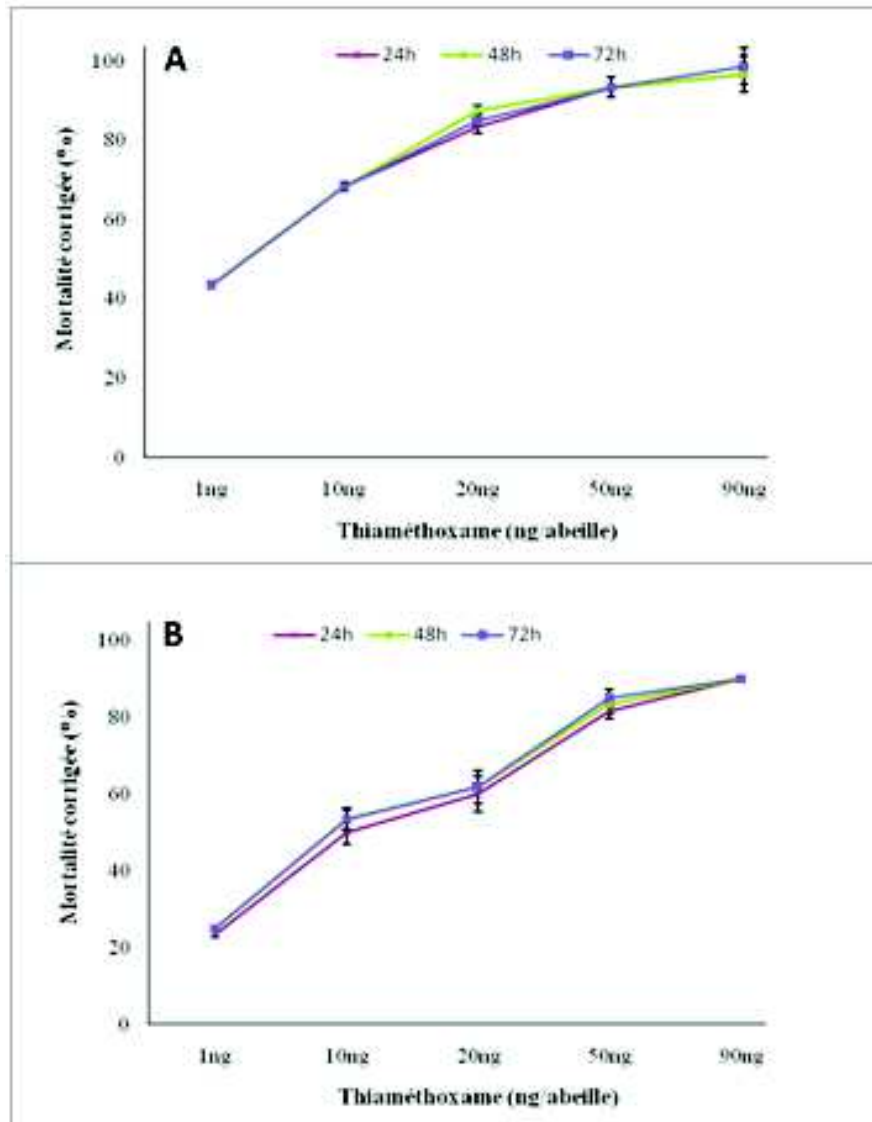 A
24h 48h 72h
Mortalité corrigée (%)
100
80
60
40
20
0
1ng 10ng 20ng 50ng 90ng
Thiaméthoxame (ng/abeille)
B
24h 48h 72h
Mortalité corrigée (%)
100
80
60
40
20
0
1ng 10ng 20ng 50ng 90ng
Thiaméthoxame (ng/abeille)